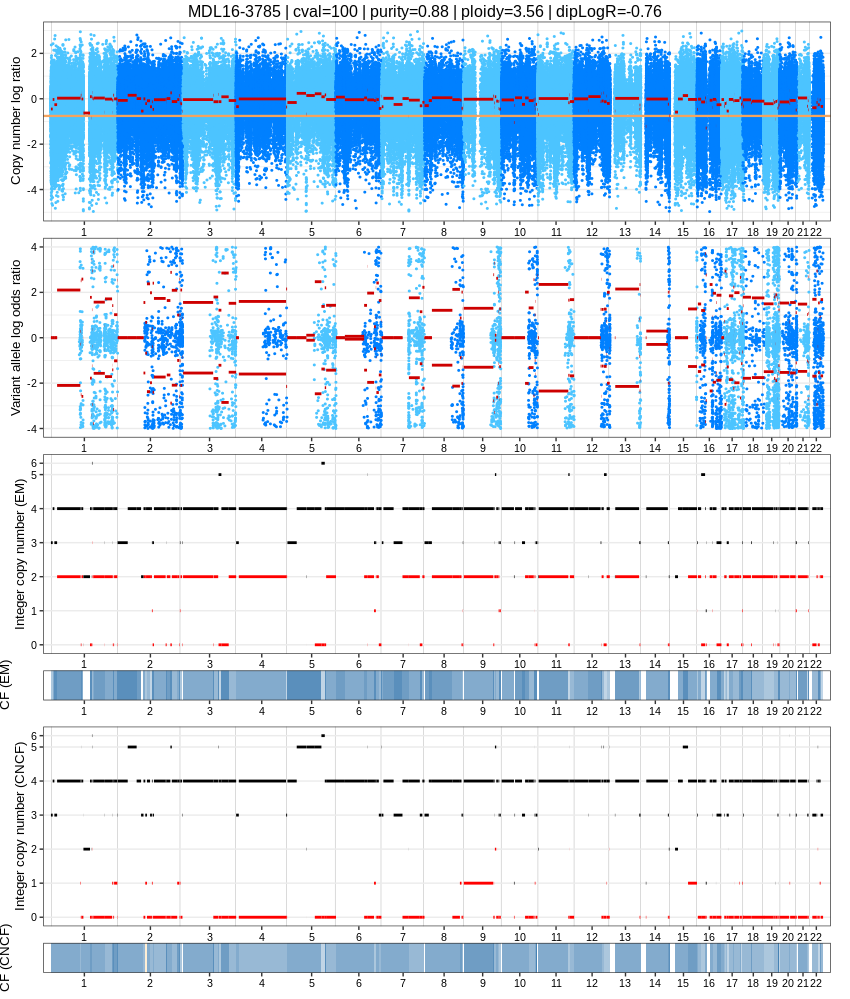 MDL16-3785 | cval=100 | purity=0.88 | ploidy=3.56 | dipLogR=-0.76
Copy number log ratio
2
0
-2
-4
1 2 3 4 5 6 7 8 9 10 11 12 13 14 15 16 17 18 19 20 21 22
Variant allele log odds ratio
4
2
0
-2
-4
1 2 3 4 5 6 7 8 9 10 11 12 13 14 15 16 17 18 19 20 21 22
Integer copy number (EM)
6
5
4
3
2
1
0
1 2 3 4 5 6 7 8 9 10 11 12 13 14 15 16 17 18 19 20 21 22
CF (EM)
1 2 3 4 5 6 7 8 9 10 11 12 13 14 15 16 17 18 19 20 21 22
Integer copy number (CNCF)
6
5
4
3
2
1
0
1 2 3 4 5 6 7 8 9 10 11 12 13 14 15 16 17 18 19 20 21 22
CF (CNCF)
1 2 3 4 5 6 7 8 9 10 11 12 13 14 15 16 17 18 19 20 21 22